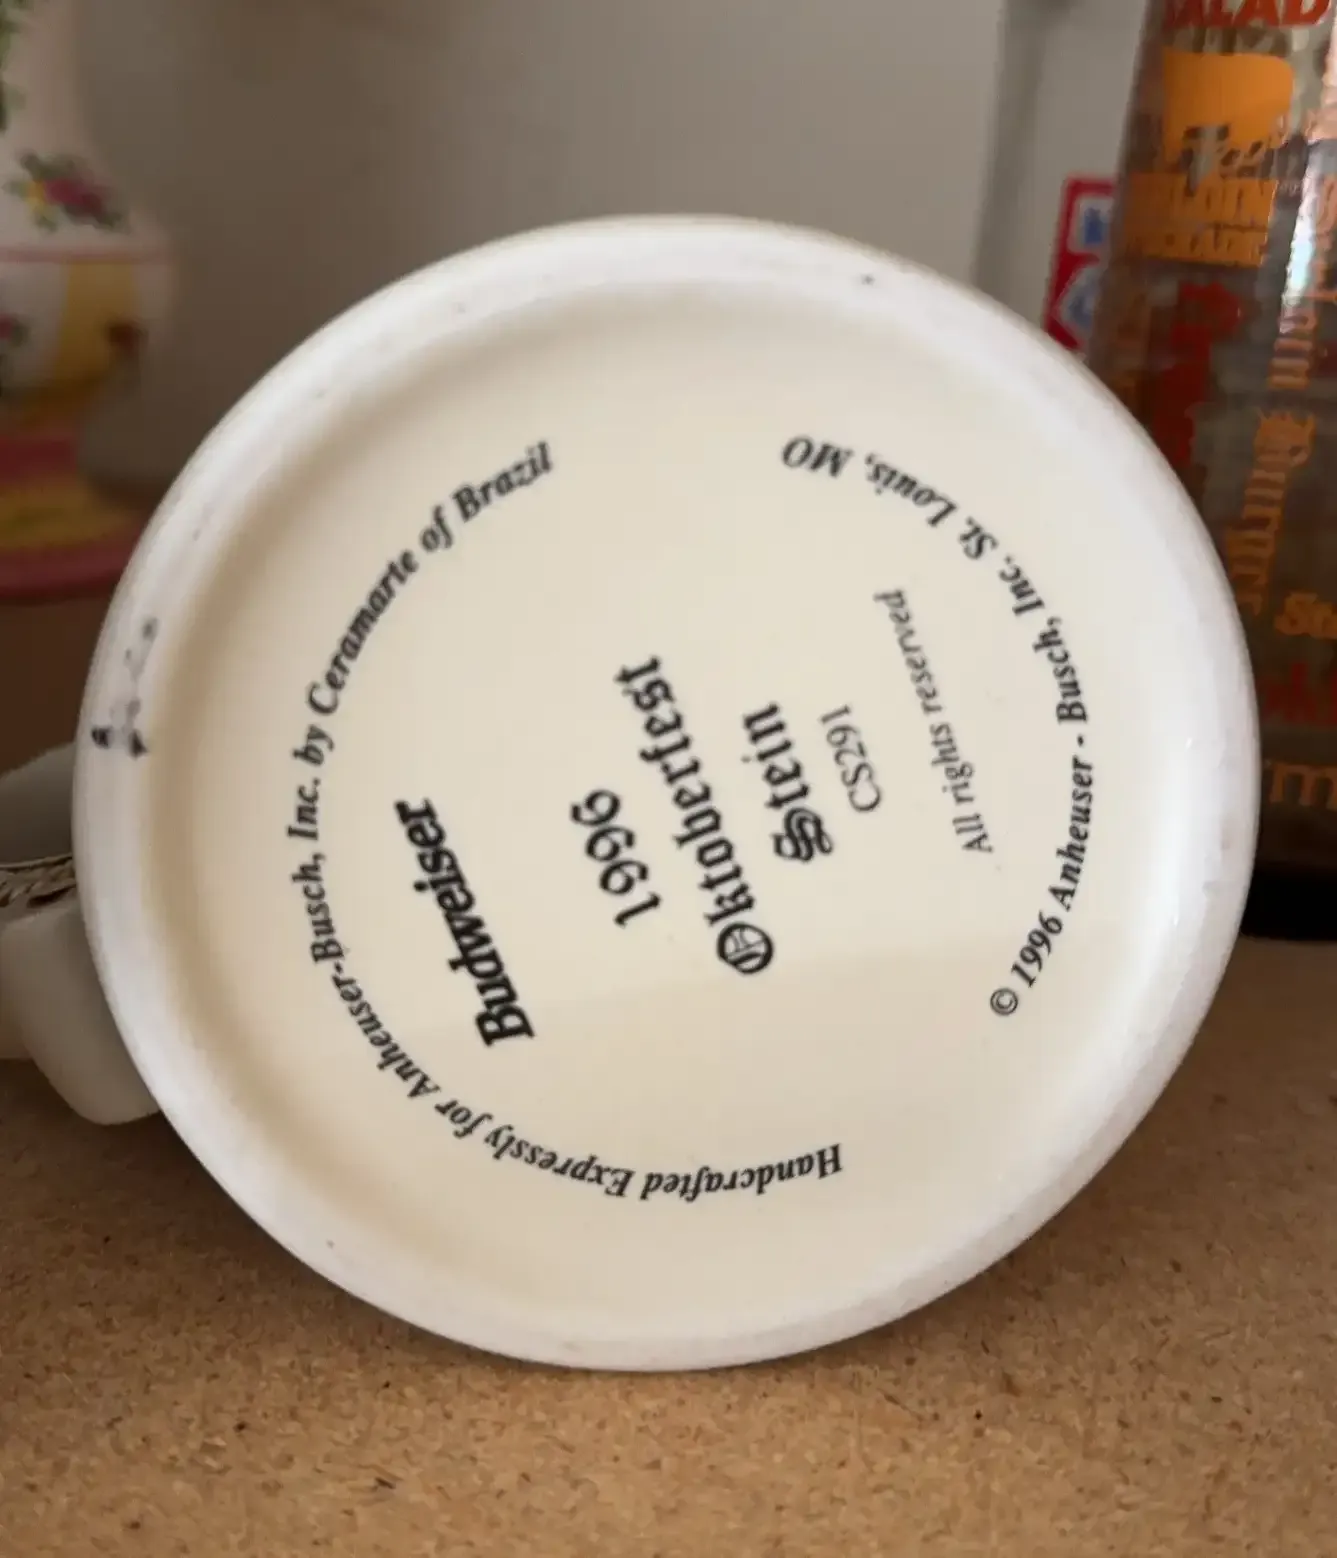 Handcrafted Expressly for Anheuser-Busch, Inc. by Ceramarte of Brazil
Budweiser
1996
Oktoberfest
Stein
CS291
All rights reserved
© 1996 Anheuser - Busch, Inc. St. Louis, MO
SALAD